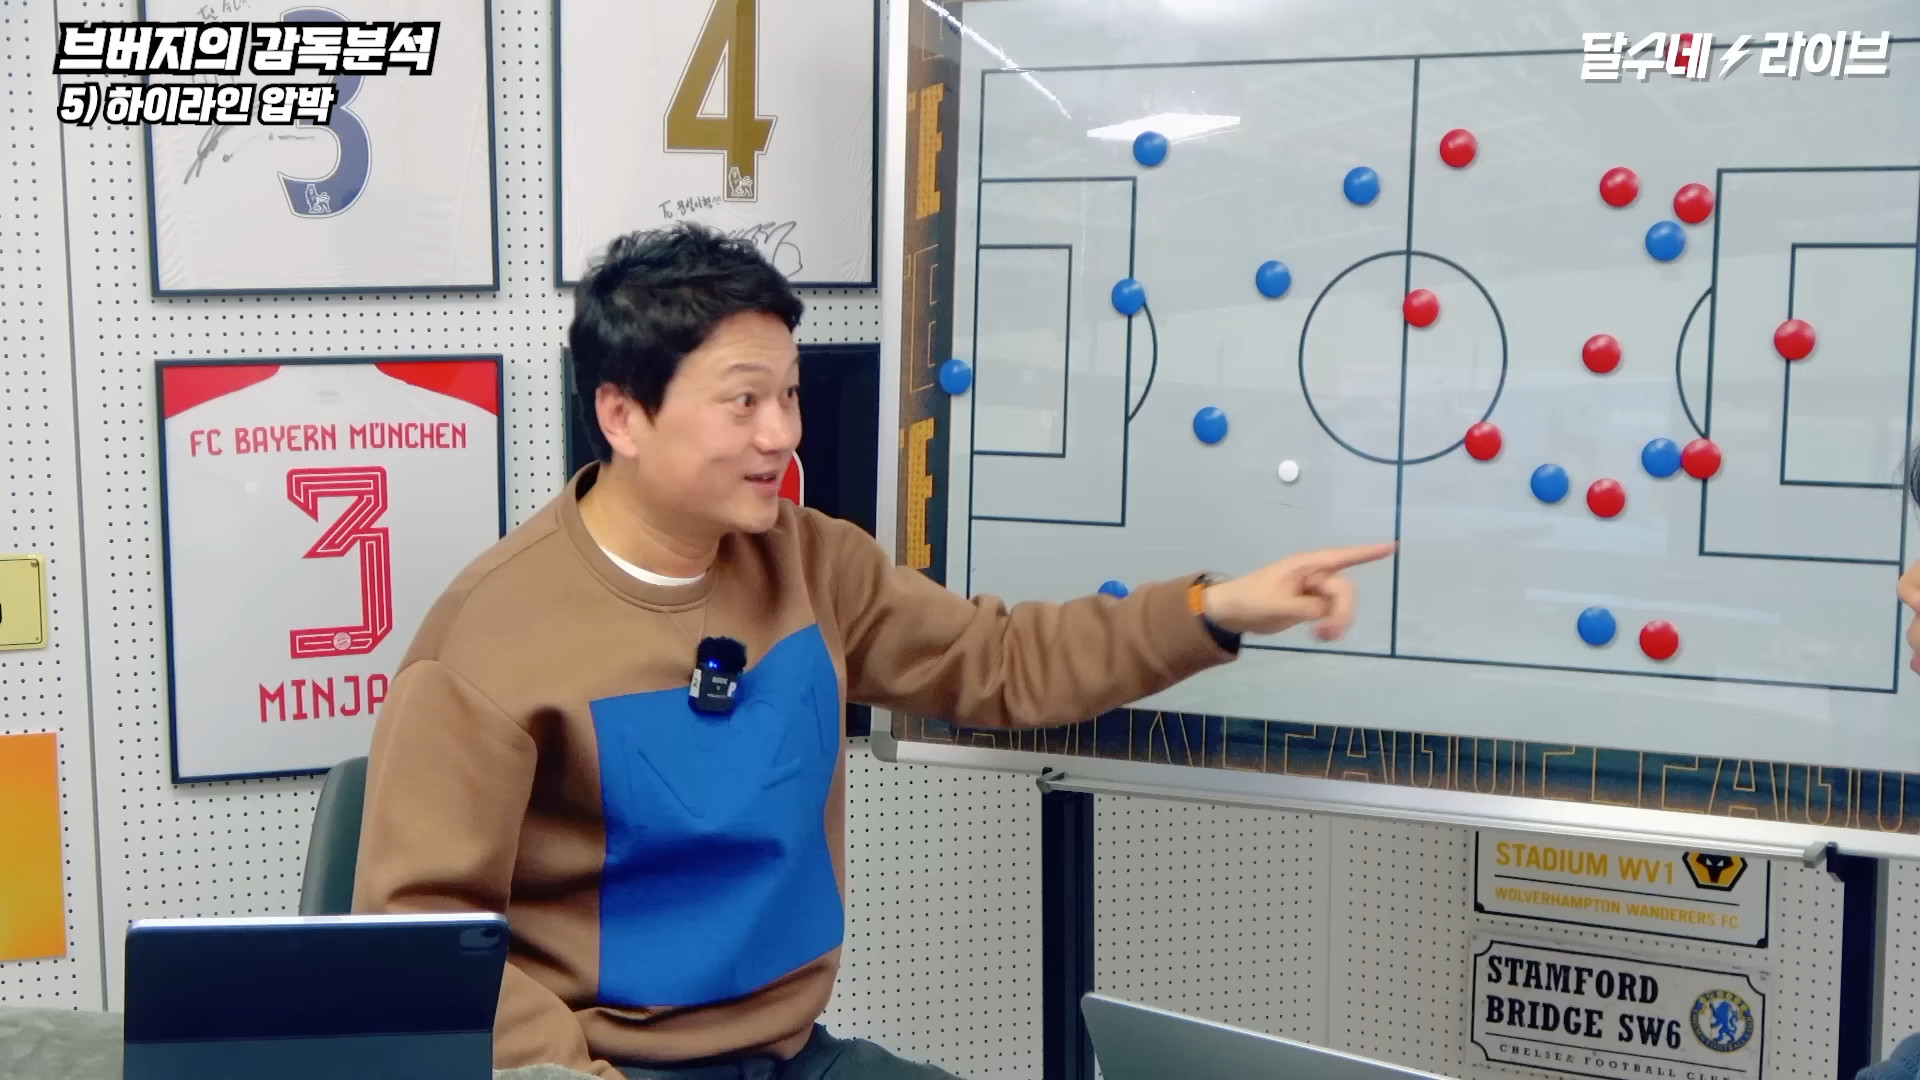 브버지의 감독분석
5) 하이라인 압박
달수네 라이브
3
4
To
FC BAYERN MÜNCHEN
3
MINJA
STADIUM WV1
WOLVERHAMPTON WANDERERS FC
STAMFORD
BRIDGE SW6
CHELSEA FOOTBALL CLU